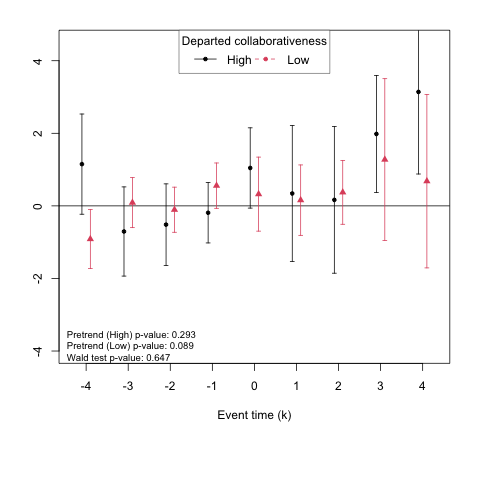 Departed collaborativeness
High Low
4
2
0
-2
-4
Pretrend (High) p-value: 0.293
Pretrend (Low) p-value: 0.089
Wald test p-value: 0.647
-4 -3 -2 -1 0 1 2 3 4
Event time (k)